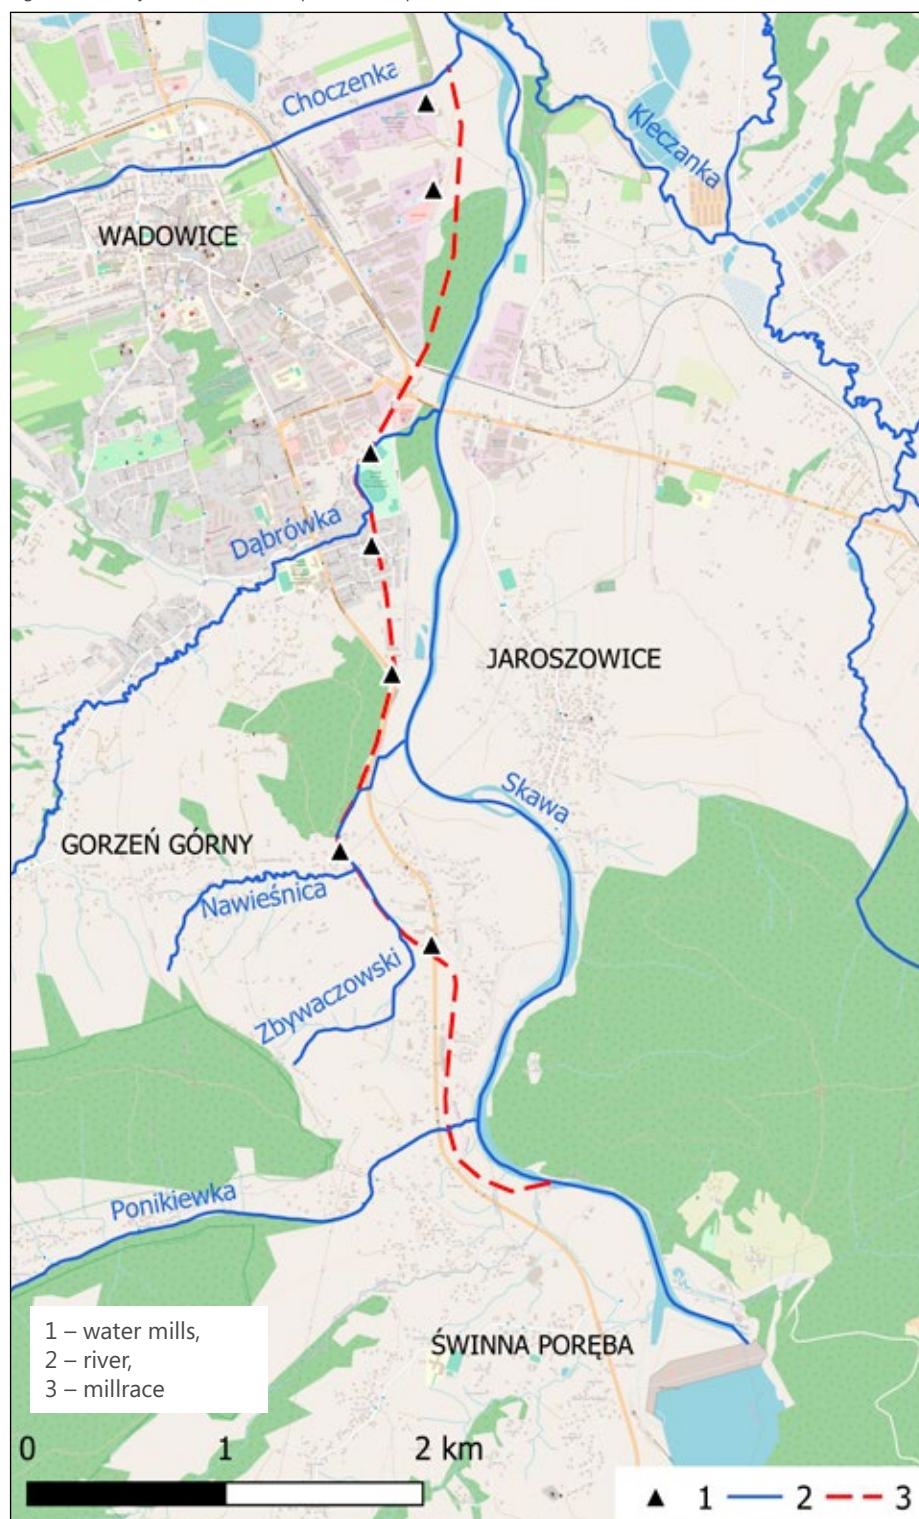 Choczenka
Kleczanka
WADOWICE
Dąbrówka
JAROSZOWICE
Skawa
GORZEŃ GÓRNY
Nawieśnica
Zbywaczowski
Ponikiewka
ŚWINNA PORĘBA
1 – water mills,
2 – river,
3 – millrace
0 1 2 km
1 2 3